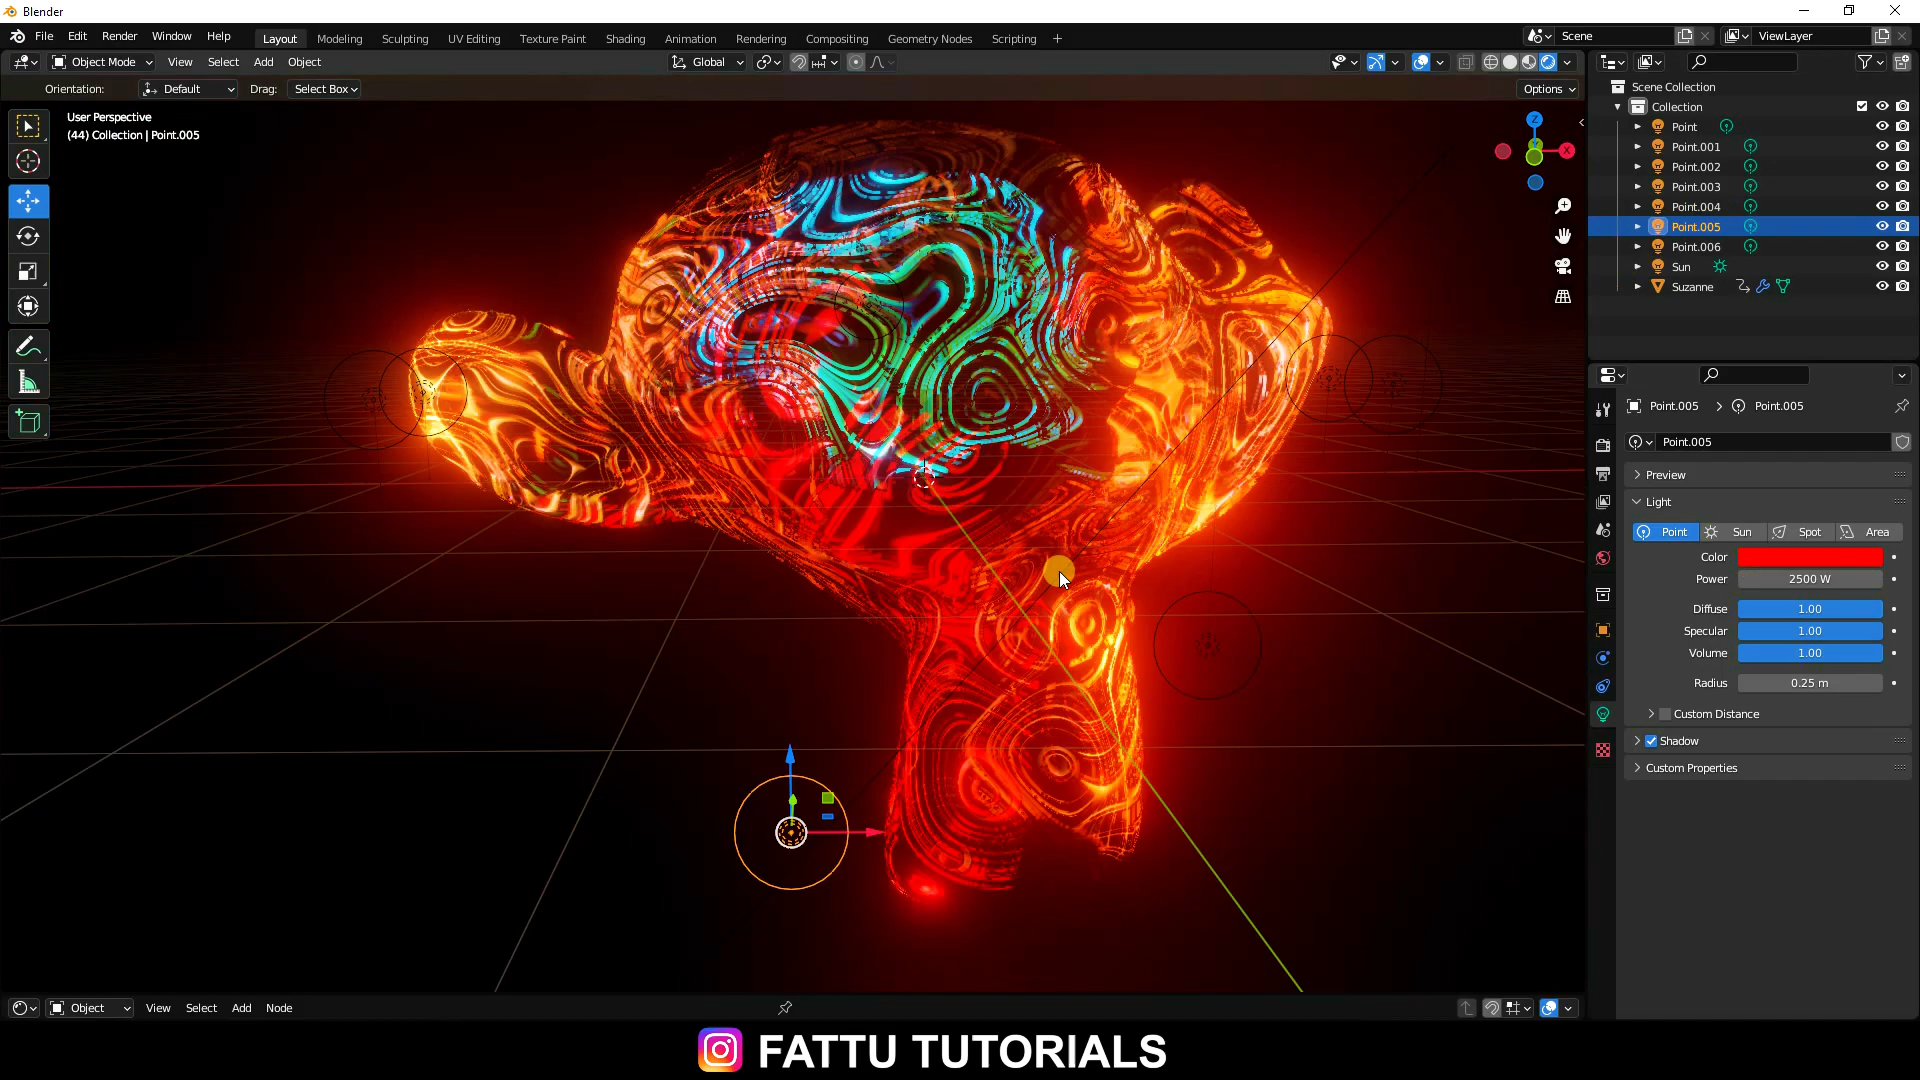 Blender
File Edit Render Window Help Layout Modeling Sculpting UV Editing Texture Paint Shading Animation Rendering Compositing Geometry Nodes Scripting + Scene ViewLayer
Object Mode View Select Add Object Global
Orientation: Default Drag: Select Box Options
User Perspective
(44) Collection | Point.005
Z
X
Scene Collection
Collection
Point
Point.001
Point.002
Point.003
Point.004
Point.005
Point.006
Sun
Suzanne
Point.005 > Point.005
Point.005
Preview
Light
Point Sun Spot Area
Color
Power 2500 W
Diffuse 1.00
Specular 1.00
Volume 1.00
Radius 0.25 m
Custom Distance
Shadow
Custom Properties
Object View Select Add Node
FATTU TUTORIALS